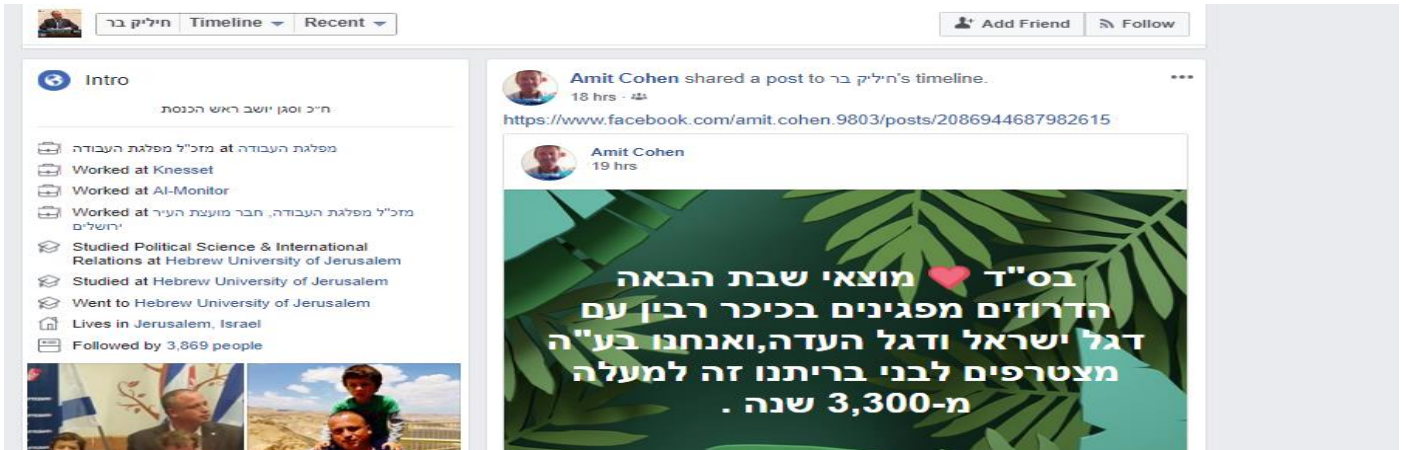 חיליק בר Timeline Recent
Add Friend Follow
Intro
ח״כ וסגן יושב ראש הכנסת
מפלגת העבודה at מזכ"ל מפלגת העבודה
Worked at Knesset
Worked at Al-Monitor
Worked at מזכ"ל מפלגת העבודה, חבר מועצת העיר
ירושלים
Studied Political Science & International
Relations at Hebrew University of Jerusalem
Studied at Hebrew University of Jerusalem
Went to Hebrew University of Jerusalem
Lives in Jerusalem, Israel
Followed by 3,869 people
Amit Cohen shared a post to חיליק בר's timeline.
18 hrs ·
https://www.facebook.com/amit.cohen.9803/posts/2086944687982615
Amit Cohen
19 hrs
בס"ד ❤️ מוצאי שבת הבאה
הדרוזים מפגינים בכיכר רבין עם
דגל ישראל ודגל העדה,ואנחנו בע"ה
מצטרפים לבני בריתנו זה למעלה
מ-3,300 שנה .